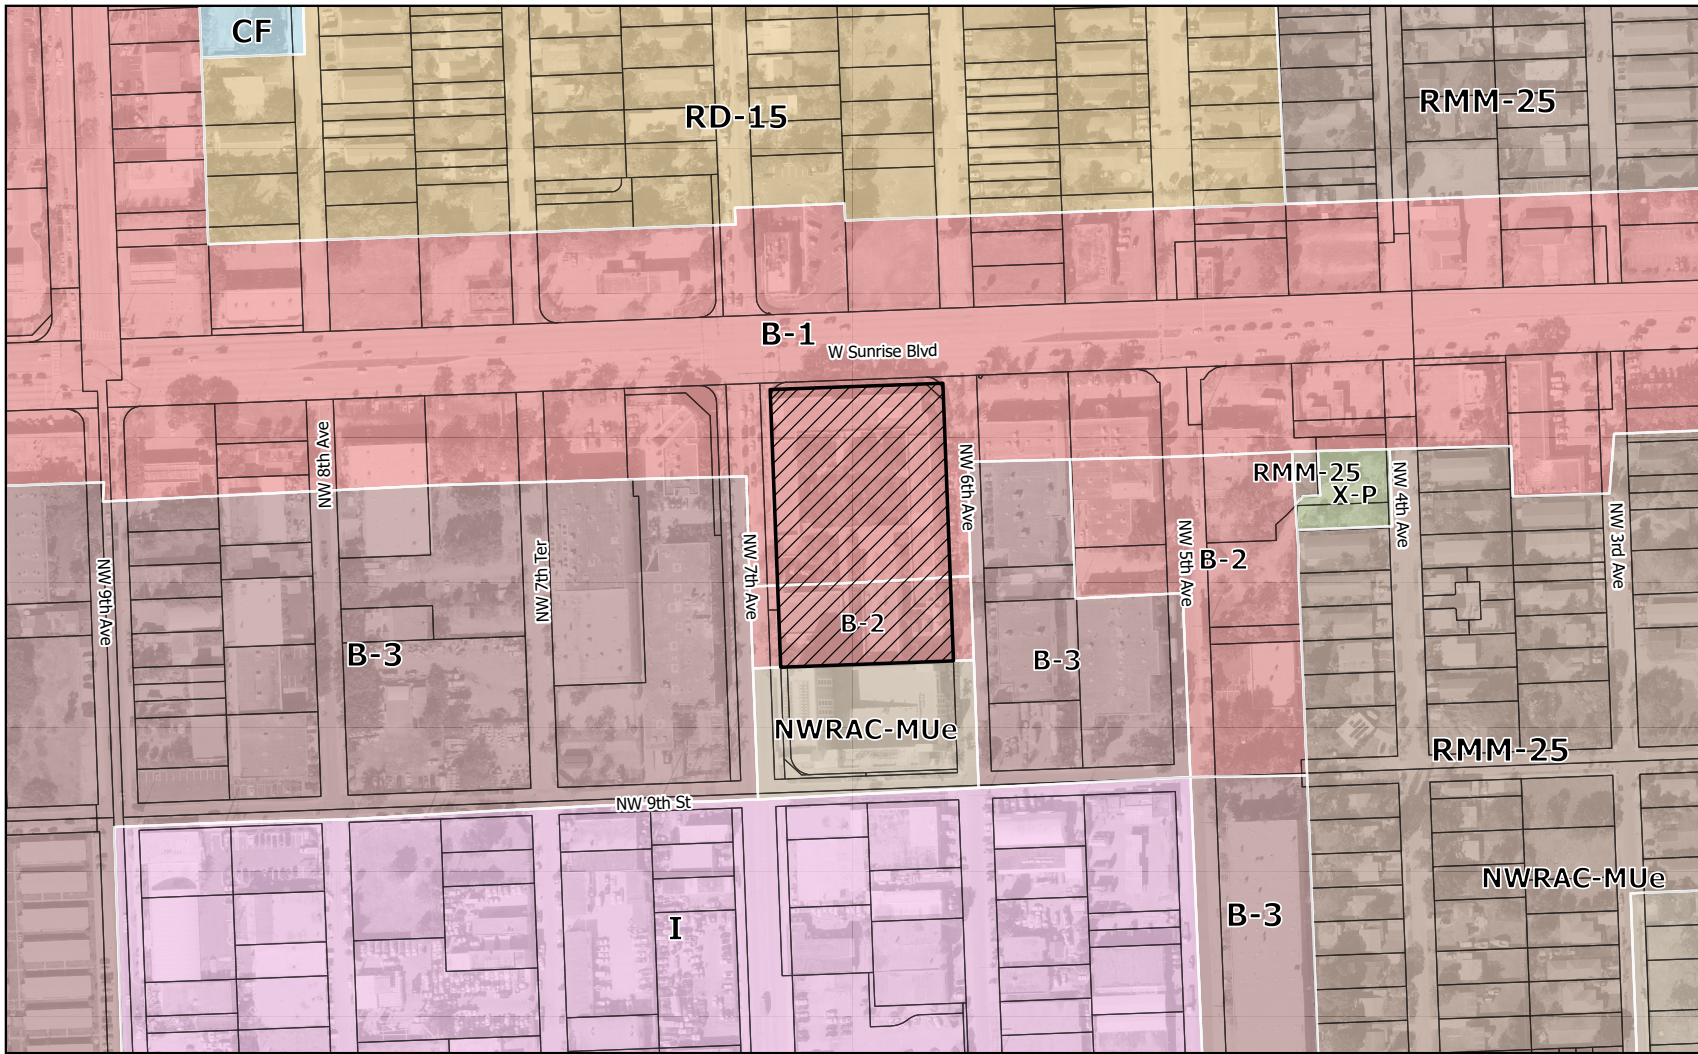 CF
RD-15
RMM-25
B-1
W Sunrise Blvd
NW 8th Ave
NW 6th Ave
RMM-25
X-P
NW 4th Ave
NW 9th Ave
NW 7th Ter
NW 7th Ave
NW 5th Ave
B-2
NW 3rd Ave
B-2
B-3
B-3
NWRAC-MUe
RMM-25
NW 9th St
NWRAC-MUe
I
B-3